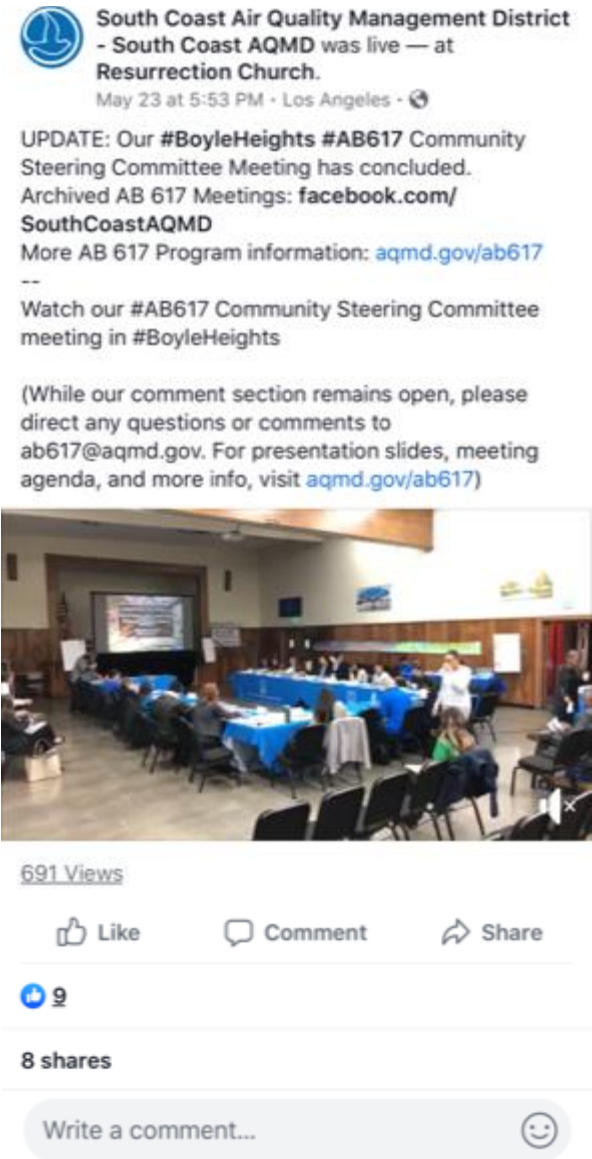 South Coast Air Quality Management District
- South Coast AQMD was live — at
Resurrection Church.
May 23 at 5:53 PM · Los Angeles ·
UPDATE: Our #BoyleHeights #AB617 Community
Steering Committee Meeting has concluded.
Archived AB 617 Meetings: facebook.com/
SouthCoastAQMD
More AB 617 Program information: aqmd.gov/ab617
--
Watch our #AB617 Community Steering Committee
meeting in #BoyleHeights
(While our comment section remains open, please
direct any questions or comments to
ab617@aqmd.gov. For presentation slides, meeting
agenda, and more info, visit aqmd.gov/ab617)
691 Views
Like Comment Share
9
8 shares
Write a comment...